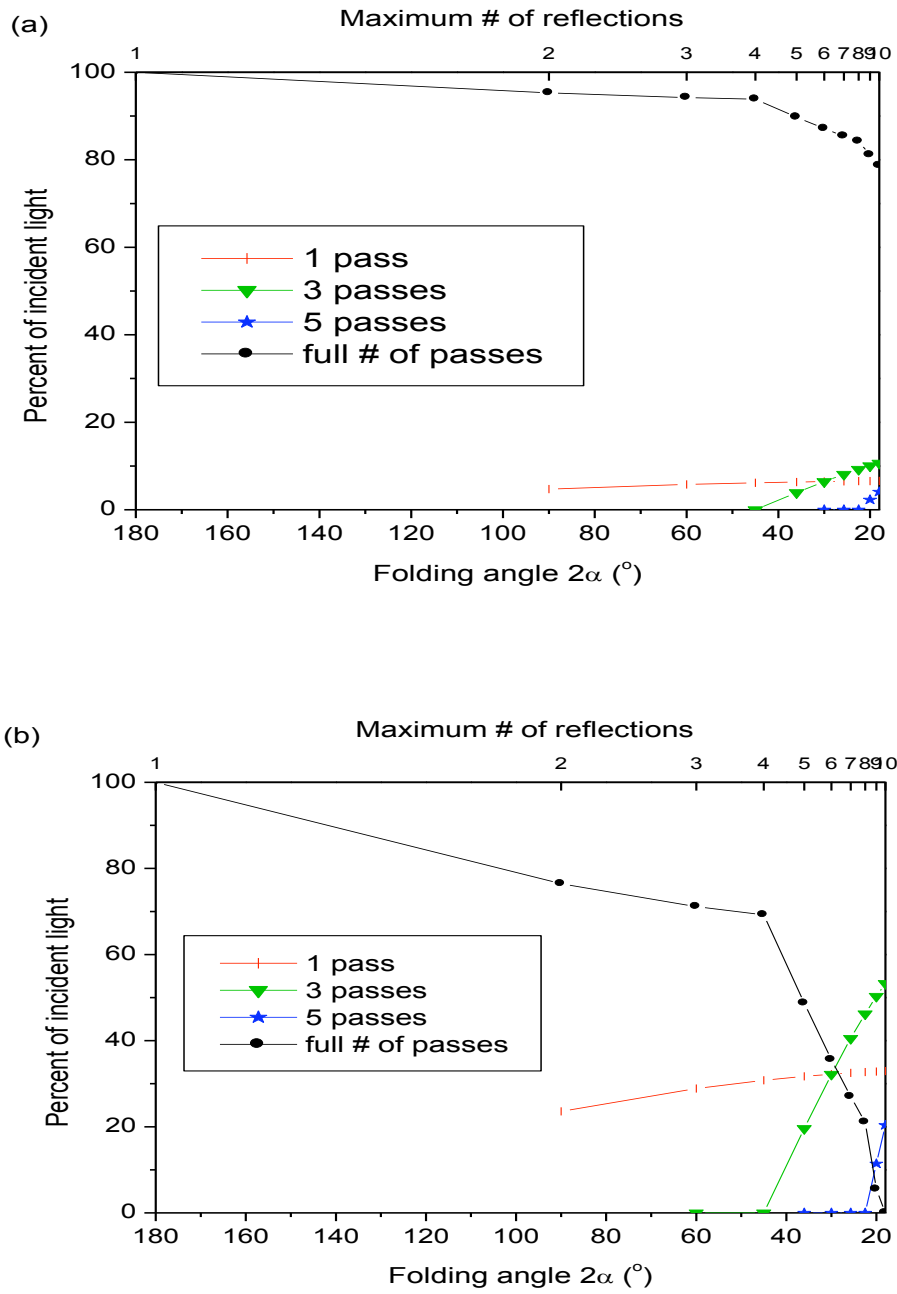 (a)
Maximum # of reflections
1 2 3 4 5 6 7 8 9 10
100
80
60
40
20
0
Percent of incident light
1 pass
3 passes
5 passes
full # of passes
180 160 140 120 100 80 60 40 20
Folding angle 2α (°)
(b)
Maximum # of reflections
1 2 3 4 5 6 7 8 9 10
100
80
60
40
20
0
Percent of incident light
1 pass
3 passes
5 passes
full # of passes
180 160 140 120 100 80 60 40 20
Folding angle 2α (°)